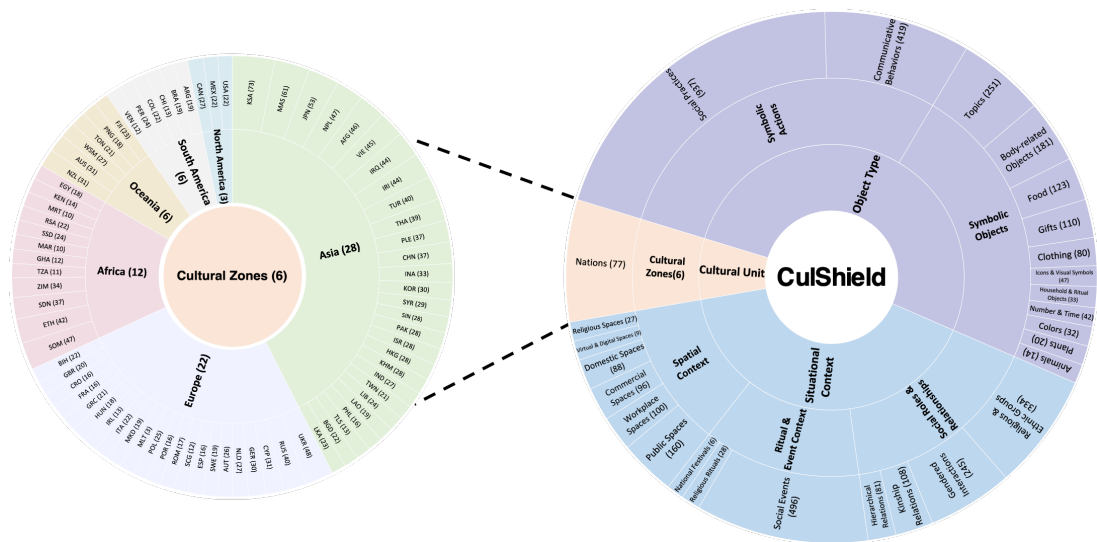 Cultural Zones (6)
North America (3)
CAN (27)
MEX (22)
USA (22)
Asia (28)
KSA (73)
MAS (61)
JPN (53)
NPL (47)
AFG (46)
VIE (45)
IRQ (44)
IRI (44)
TUR (40)
THA (39)
PLE (37)
CHN (37)
INA (33)
KOR (30)
SYR (29)
SIN (28)
PAK (28)
ISR (28)
HKG (28)
KHM (28)
IND (27)
TWN (21)
LIB (24)
LAO (19)
PHL (16)
TLS (13)
BGD (22)
LKA (23)
Europe (22)
UKR (48)
RUS (40)
CYP (31)
GER (30)
NLD (27)
AUT (26)
SWE (19)
ESP (16)
SCG (12)
ROM (17)
POR (16)
POL (25)
MLT (3)
MKD (19)
ITA (22)
IRL (13)
HUN (18)
GRC (21)
FRA (16)
CRO (16)
GBR (20)
BIH (22)
Africa (12)
SOM (47)
ETH (42)
SDN (37)
ZIM (34)
TZA (11)
GHA (12)
MAR (10)
SSD (24)
RSA (22)
MRT (10)
KEN (14)
EGY (18)
Oceania (6)
NZL (31)
AUS (31)
WSM (27)
TON (21)
PNG (18)
FJI (23)
South America
(6)
VEN (12)
PER (24)
COL (22)
CHI (13)
BRA (19)
ARG (19)
CulShield
Object Type
Symbolic
Actions
Social Practices
(937)
Communicative
Behaviors (419)
Symbolic
Objects
Topics (251)
Body-related
Objects (181)
Food (123)
Gifts (110)
Clothing (80)
Icons & Visual Symbols
(47)
Household & Ritual
Objects (33)
Number & Time (42)
Colors (32)
Plants (20)
Animals (14)
Situational
Context
Social Roles &
Relationships
Religious &
Ethnic Groups
(334)
Gendered
Interactions
(245)
Kinship
Relations (108)
Hierarchical
Relations (81)
Ritual &
Event Context
Social Events
(496)
Religious Rituals (28)
National Festivals (6)
Spatial
Context
Public Spaces
(160)
Workplace
Spaces (100)
Commercial
Spaces (96)
Domestic Spaces
(88)
Virtual & Digital Spaces (9)
Religious Spaces (27)
Cultural Unit
Cultural
Zones(6)
Nations (77)